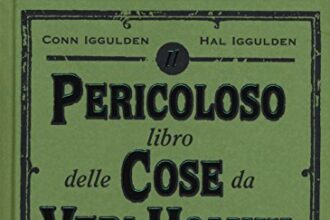 CONN IGGULDEN HAL IGGULDEN
il
PERICOLOSO
libro
delle COSE da